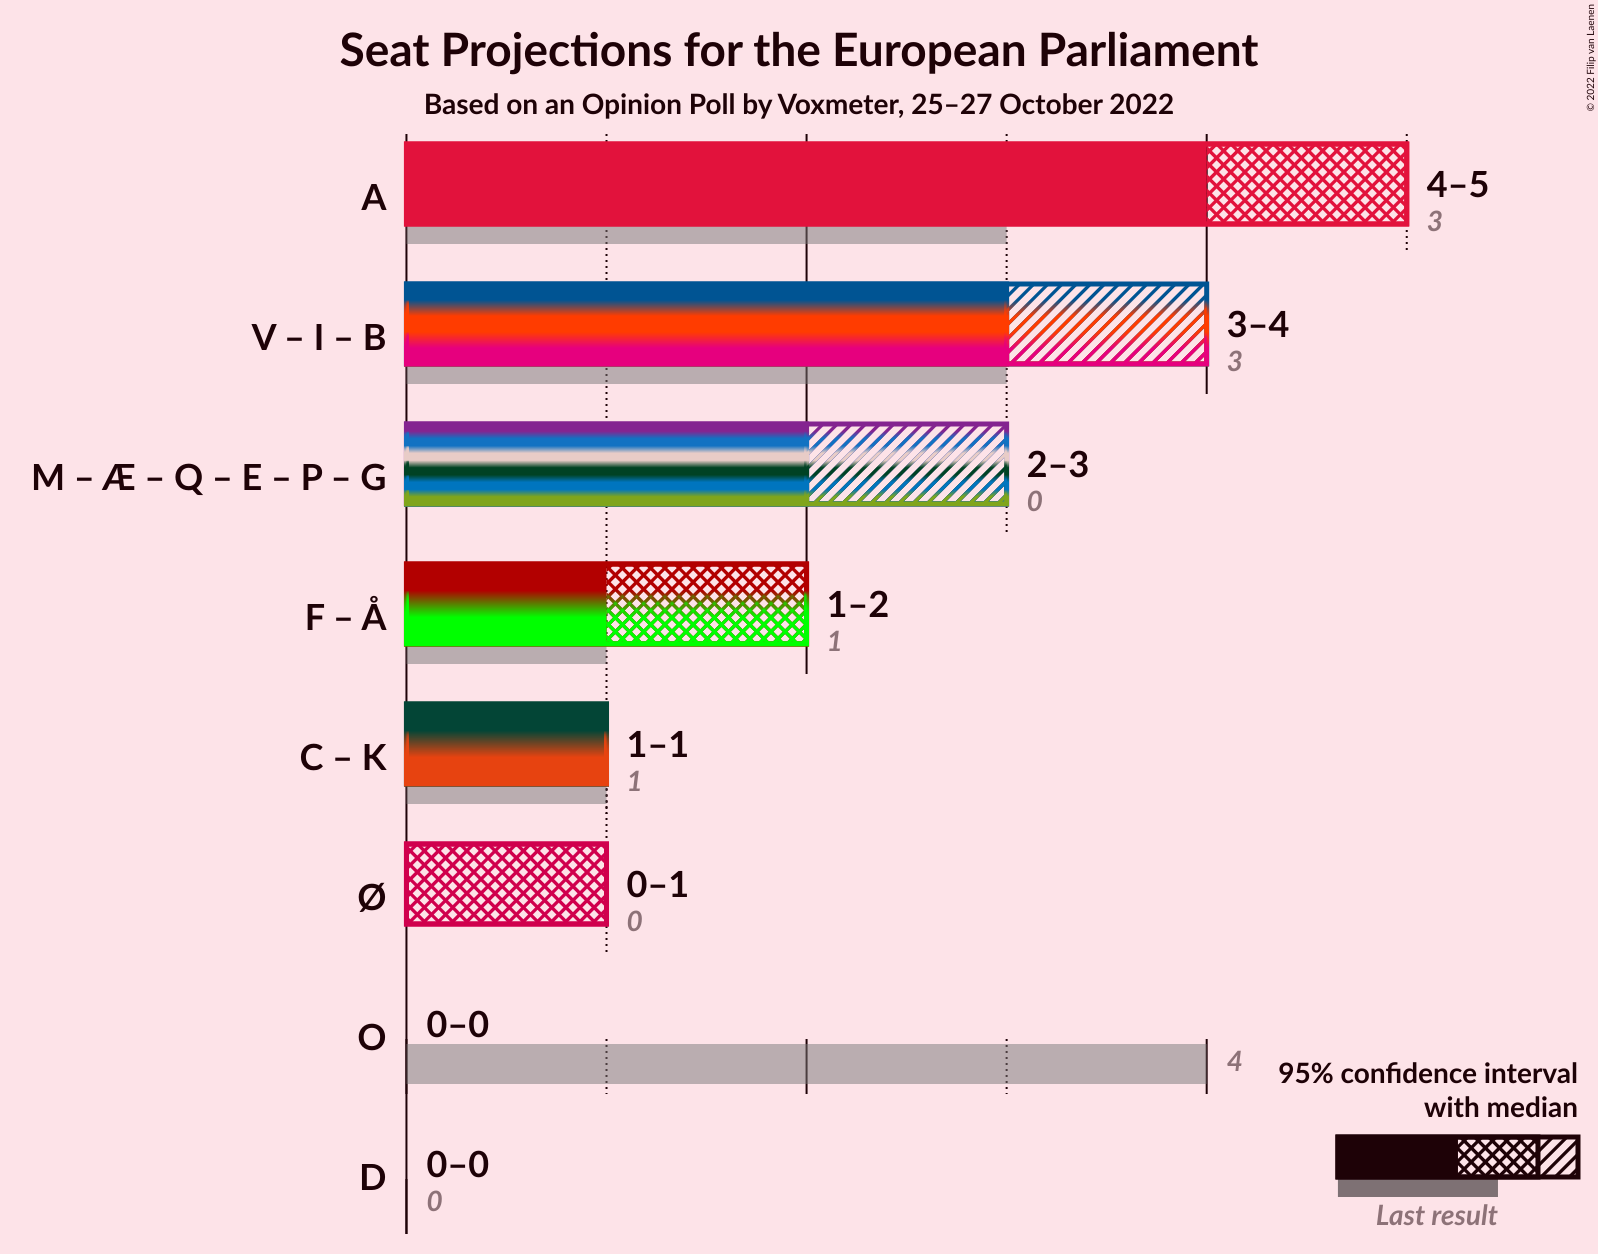 Seat Projections for the European Parliament
Based on an Opinion Poll by Voxmeter, 25–27 October 2022
© 2022 Filip van Laenen
A
4–5
3
V – I – B
3–4
3
M – Æ – Q – E – P – G
2–3
0
F – Å
1–2
1
C – K
1–1
1
Ø
0–1
0
O
0–0
4
D
0–0
0
95% confidence interval
with median
Last result